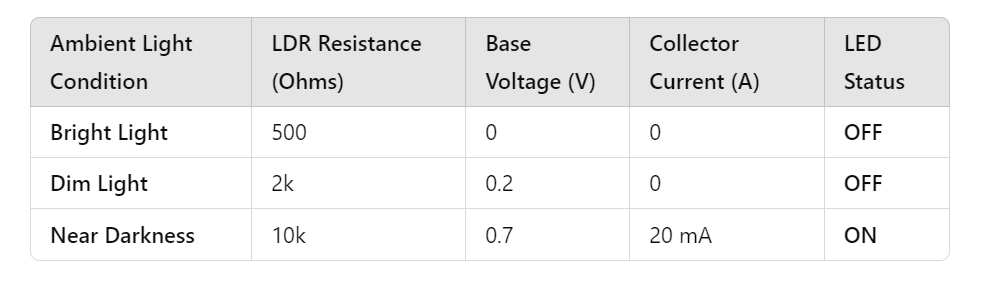 Ambient Light Condition | LDR Resistance (Ohms) | Base Voltage (V) | Collector Current (A) | LED Status
Bright Light | 500 | 0 | 0 | OFF
Dim Light | 2k | 0.2 | 0 | OFF
Near Darkness | 10k | 0.7 | 20 mA | ON